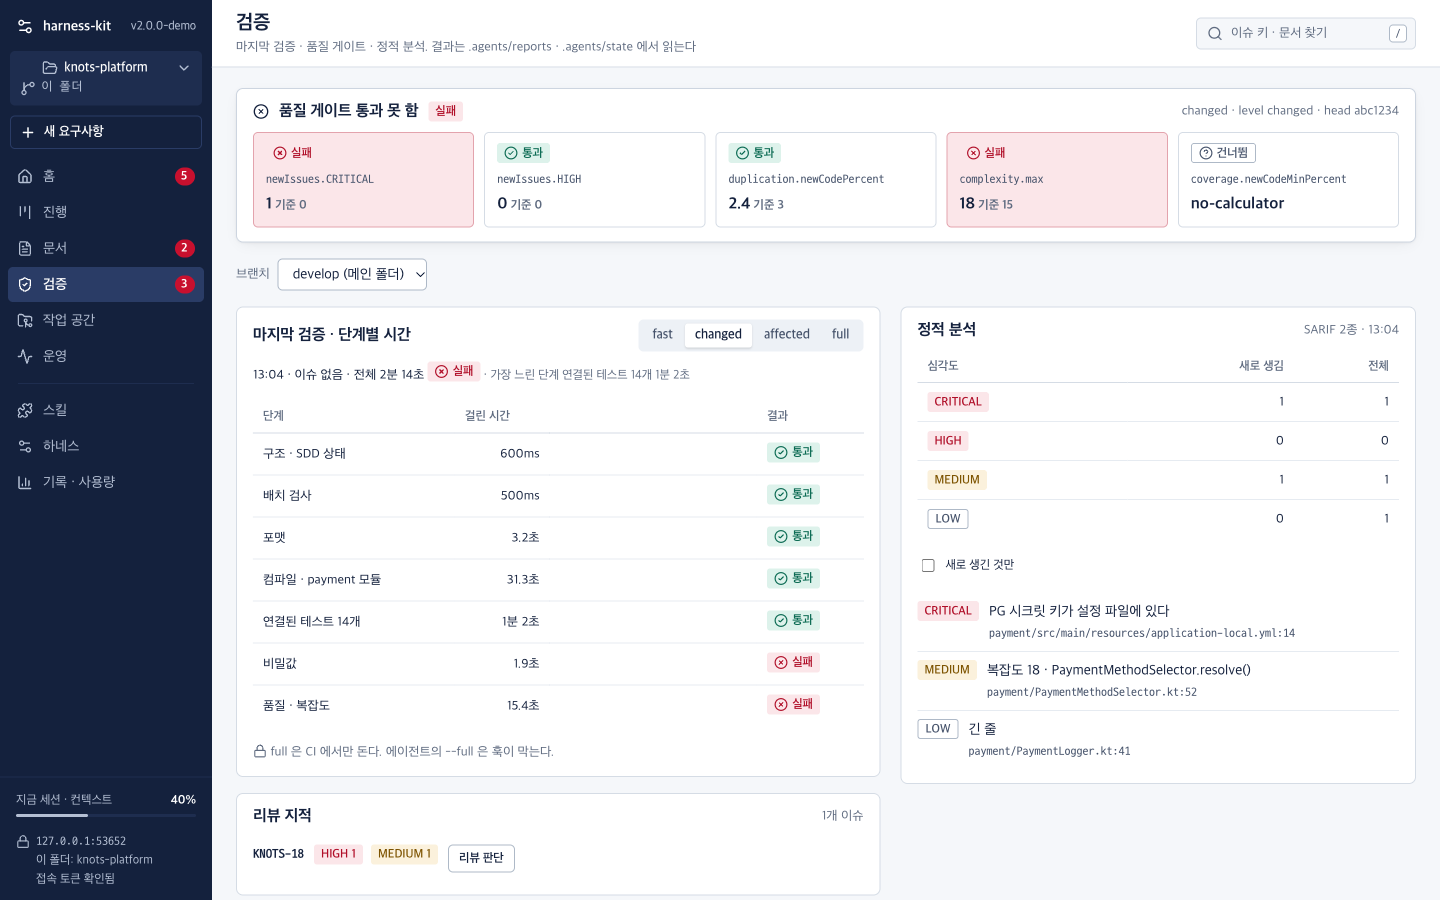 harness-kit v2.0.0-demo
knots-platform
이 폴더
새 요구사항
홈 5
진행
문서 2
검증 3
작업 공간
운영
스킬
하네스
기록 · 사용량
지금 세션 · 컨텍스트 40%
127.0.0.1:53652
이 폴더: knots-platform
접속 토큰 확인됨
검증
마지막 검증 · 품질 게이트 · 정적 분석. 결과는 .agents/reports · .agents/state 에서 읽는다
이슈 키 · 문서 찾기 /
품질 게이트 통과 못 함 실패 changed · level changed · head abc1234
실패
newIssues.CRITICAL
1 기준 0
통과
newIssues.HIGH
0 기준 0
통과
duplication.newCodePercent
2.4 기준 3
실패
complexity.max
18 기준 15
건너뜀
coverage.newCodeMinPercent
no-calculator
브랜치 develop (메인 폴더)
마지막 검증 · 단계별 시간 fast changed affected full
13:04 · 이슈 없음 · 전체 2분 14초 실패 · 가장 느린 단계 연결된 테스트 14개 1분 2초
단계 걸린 시간 결과
구조 · SDD 상태 600ms 통과
배치 검사 500ms 통과
포맷 3.2초 통과
컴파일 · payment 모듈 31.3초 통과
연결된 테스트 14개 1분 2초 통과
비밀값 1.9초 실패
품질 · 복잡도 15.4초 실패
full 은 CI 에서만 돈다. 에이전트의 --full 은 훅이 막는다.
리뷰 지적 1개 이슈
KNOTS-18 HIGH 1 MEDIUM 1 리뷰 판단
정적 분석 SARIF 2종 · 13:04
심각도 새로 생김 전체
CRITICAL 1 1
HIGH 0 0
MEDIUM 1 1
LOW 0 1
새로 생긴 것만
CRITICAL PG 시크릿 키가 설정 파일에 있다
payment/src/main/resources/application-local.yml:14
MEDIUM 복잡도 18 · PaymentMethodSelector.resolve()
payment/PaymentMethodSelector.kt:52
LOW 긴 줄
payment/PaymentLogger.kt:41